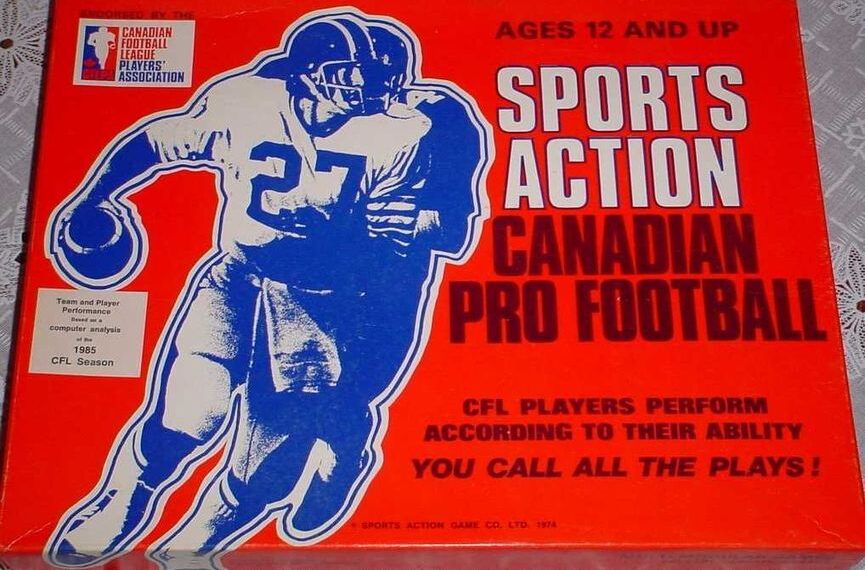 ENDORSED BY THE
CANADIAN
FOOTBALL
LEAGUE
PLAYERS'
ASSOCIATION
AGES 12 AND UP
SPORTS
ACTION
CANADIAN
PRO FOOTBALL
27
Team and Player
Performance
Based on a
computer analysis
of the
1985
CFL Season
CFL PLAYERS PERFORM
ACCORDING TO THEIR ABILITY
YOU CALL ALL THE PLAYS!
SPORTS ACTION GAME CO. LTD. 1974